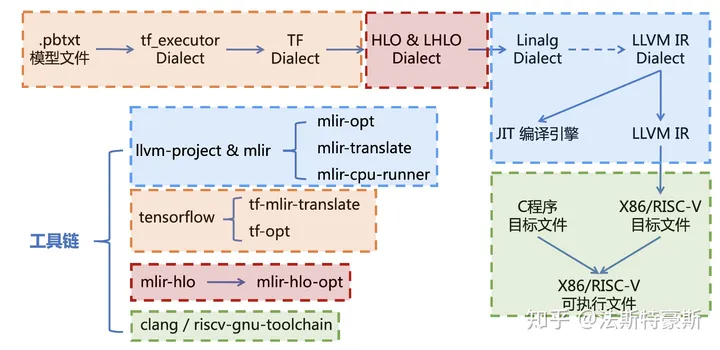 .pbtxt
模型文件
tf_executor
Dialect
TF
Dialect
HLO & LHLO
Dialect
Linalg
Dialect
LLVM IR
Dialect
JIT 编译引擎
LLVM IR
C程序
目标文件
X86/RISC-V
目标文件
X86/RISC-V
可执行文件
工具链
llvm-project & mlir
mlir-opt
mlir-translate
mlir-cpu-runner
tensorflow
tf-mlir-translate
tf-opt
mlir-hlo
mlir-hlo-opt
clang / riscv-gnu-toolchain
知乎 @法斯特豪斯